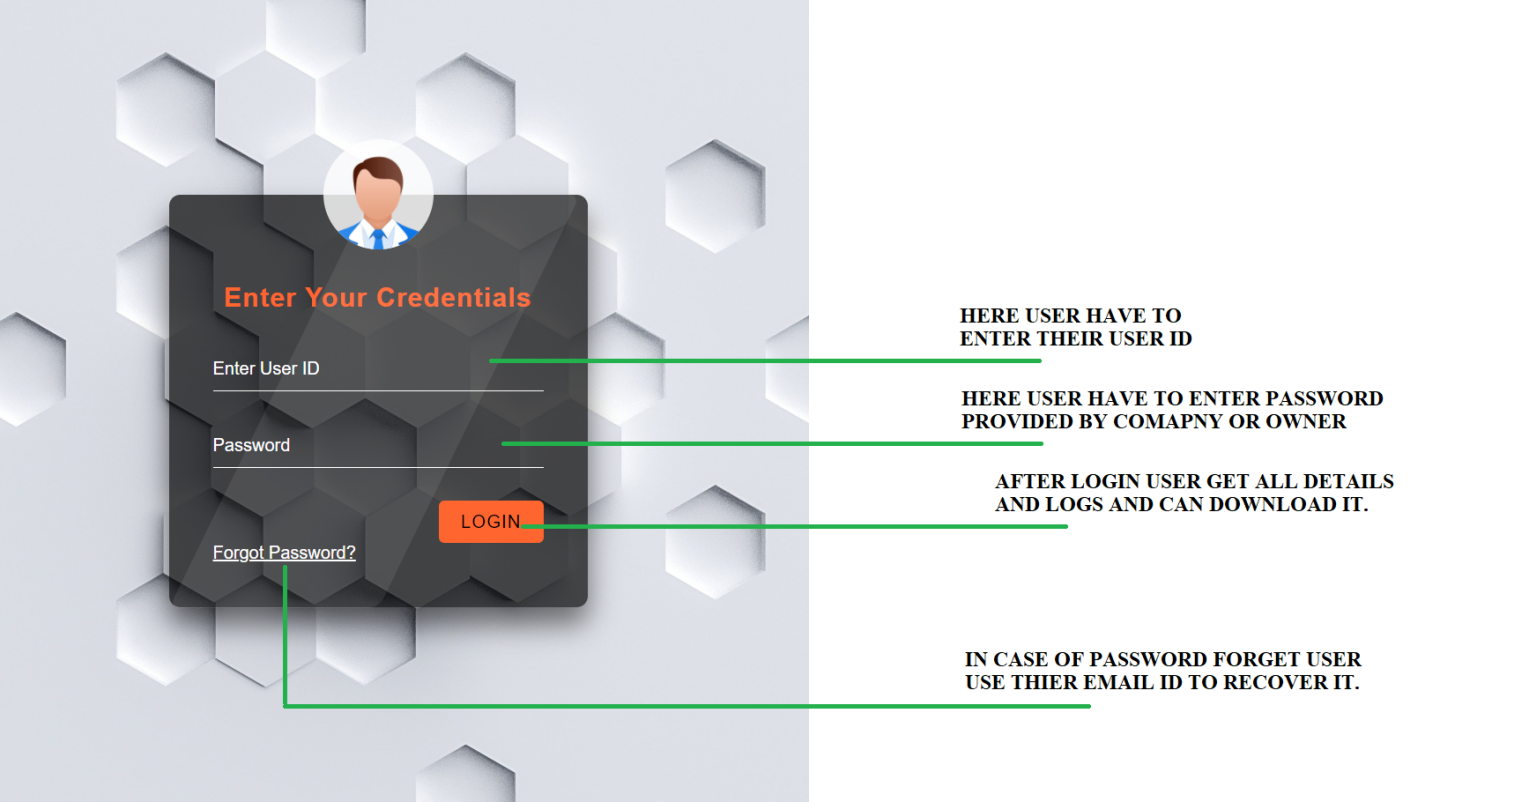 Enter Your Credentials
Enter User ID
Password
LOGIN
Forgot Password?
HERE USER HAVE TO
ENTER THEIR USER ID
HERE USER HAVE TO ENTER PASSWORD
PROVIDED BY COMAPNY OR OWNER
AFTER LOGIN USER GET ALL DETAILS
AND LOGS AND CAN DOWNLOAD IT.
IN CASE OF PASSWORD FORGET USER
USE THIER EMAIL ID TO RECOVER IT.